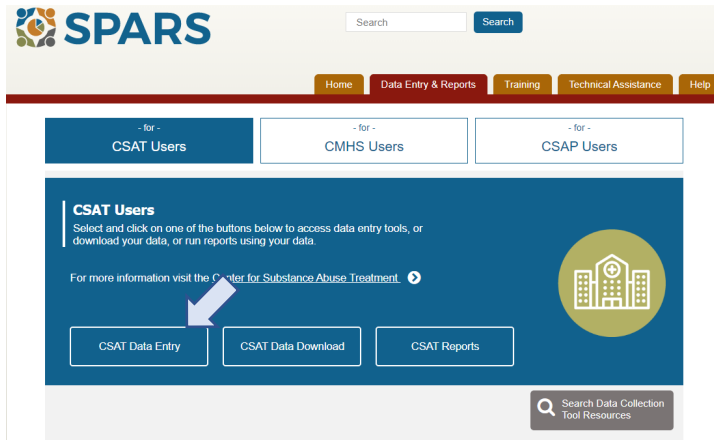 SPARS
Search
Search
Home
Data Entry & Reports
Training
Technical Assistance
Help
- for -
CSAT Users
- for -
CMHS Users
- for -
CSAP Users
CSAT Users
Select and click on one of the buttons below to access data entry tools, or
download your data, or run reports using your data.
For more information visit the Center for Substance Abuse Treatment
CSAT Data Entry
CSAT Data Download
CSAT Reports
Search Data Collection
Tool Resources